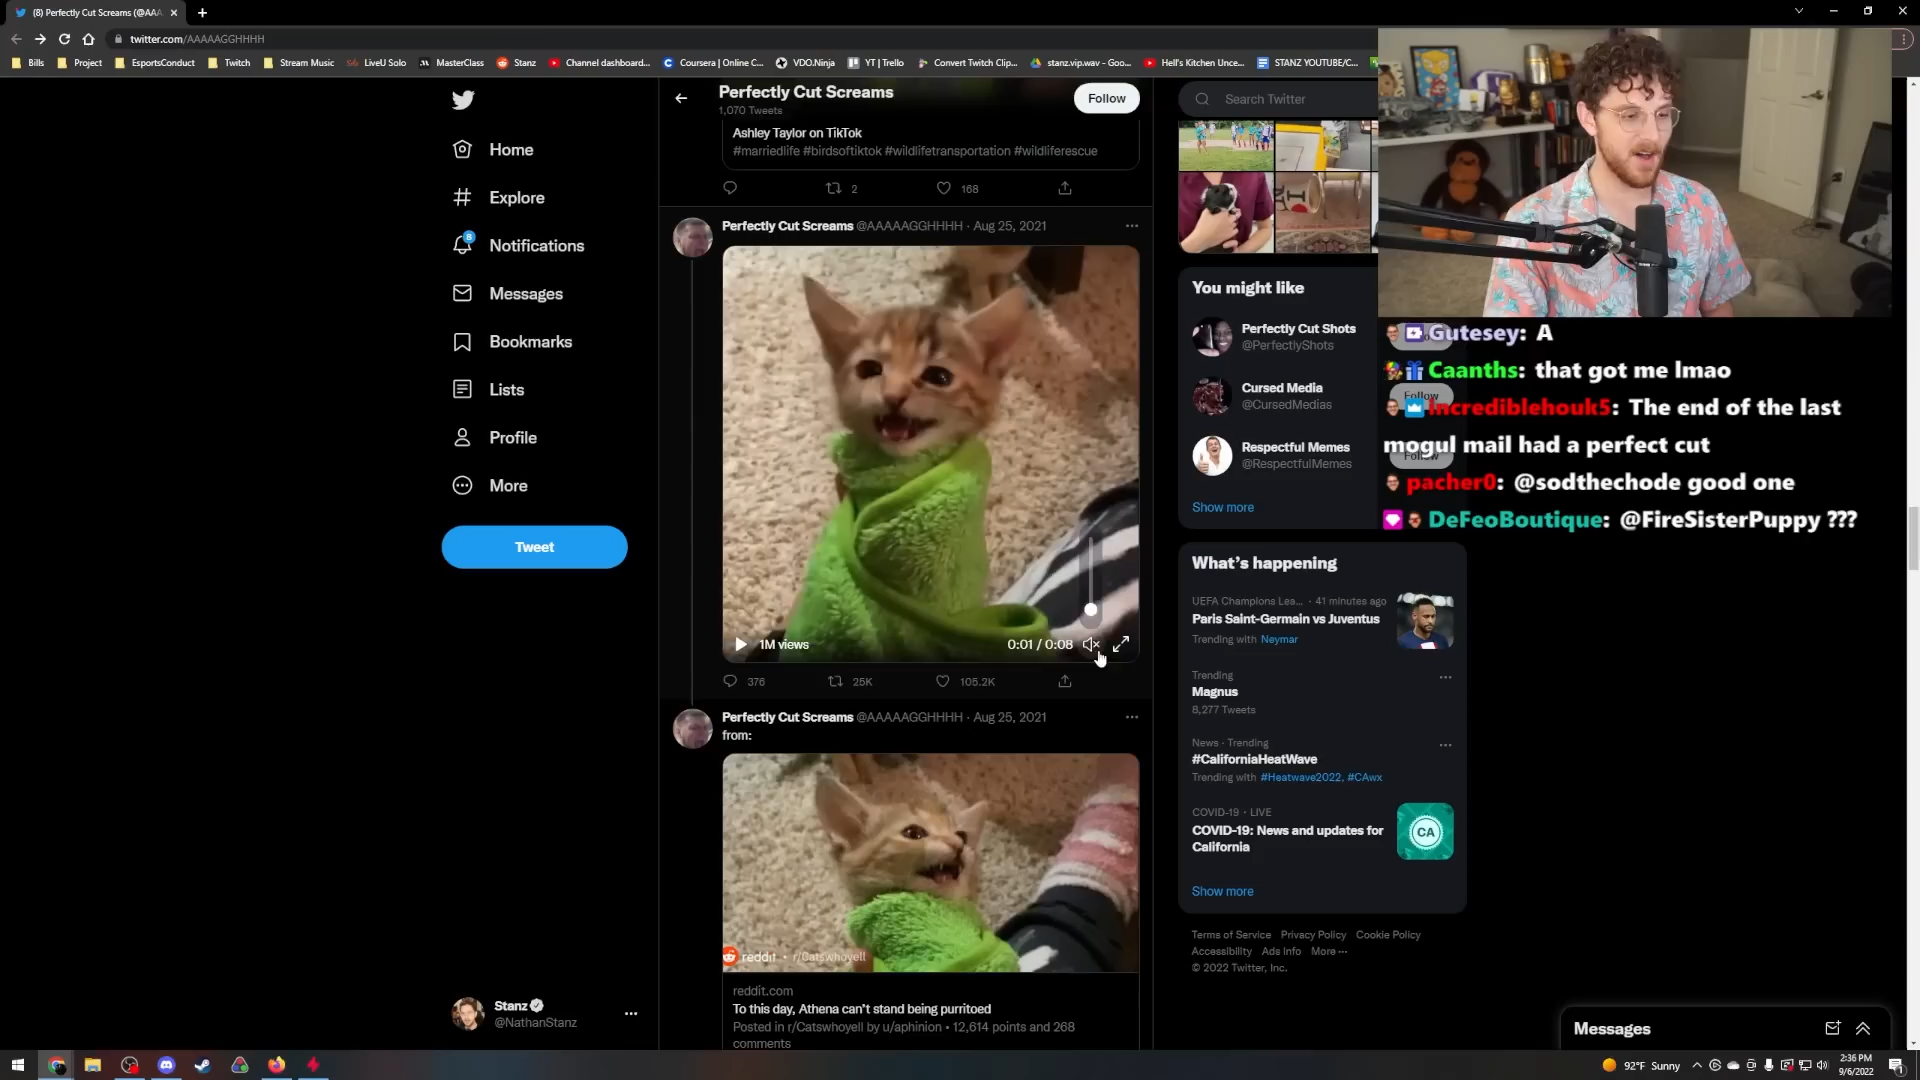 (8) Perfectly Cut Screams (@AAA
twitter.com/AAAAAGGHHHH
Bills
Project
EsportsConduct
Twitch
Stream Music
LiveU Solo
MasterClass
Stanz
Channel dashboard...
Coursera | Online C...
VDO.Ninja
YT | Trello
Convert Twitch Clip...
stanz.vip.wav - Goo...
Hell's Kitchen Unce...
STANZ YOUTUBE/C...
Home
Explore
8
Notifications
Messages
Bookmarks
Lists
Profile
More
Tweet
Stanz
@NathanStanz
Perfectly Cut Screams
1,070 Tweets
Follow
Ashley Taylor on TikTok
#marriedlife #birdsoftiktok #wildlifetransportation #wildliferescue
2
168
Perfectly Cut Screams @AAAAAGGHHHH · Aug 25, 2021
1M views
0:01 / 0:08
376
25K
105.2K
Perfectly Cut Screams @AAAAAGGHHHH · Aug 25, 2021
from:
reddit • r/Catswhoyell
reddit.com
To this day, Athena can't stand being purritoed
Posted in r/Catswhoyell by u/aphinion • 12,614 points and 268
comments
Search Twitter
You might like
Perfectly Cut Shots
@PerfectlyShots
Cursed Media
@CursedMedias
Follow
Respectful Memes
@RespectfulMemes
Follow
Show more
What's happening
UEFA Champions Lea... · 41 minutes ago
Paris Saint-Germain vs Juventus
Trending with Neymar
Trending
Magnus
8,277 Tweets
News · Trending
#CaliforniaHeatWave
Trending with #Heatwave2022, #CAwx
COVID-19 · LIVE
COVID-19: News and updates for
California
CA
Show more
Terms of Service Privacy Policy Cookie Policy
Accessibility Ads Info More ···
© 2022 Twitter, Inc.
Gutesey: A
Caanths: that got me lmao
Incrediblehouk5: The end of the last
mogul mail had a perfect cut
pacher0: @sodthechode good one
DeFeoBoutique: @FireSisterPuppy ???
Messages
92°F Sunny
2:36 PM
9/6/2022
1